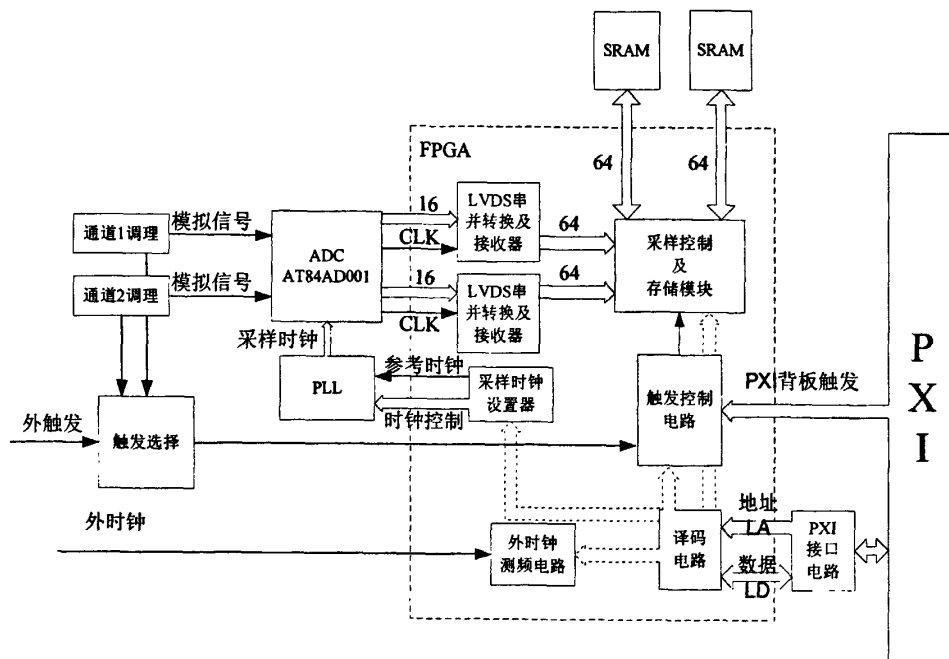 SRAM
SRAM
FPGA
64
64
16
LVDS串
并转换及
接收器
64
CLK
通道1调理
模拟信号
ADC
AT84AD001
采样控制
及
存储模块
通道2调理
模拟信号
16
LVDS串
并转换及
接收器
64
CLK
采样时钟
PLL
参考时钟
时钟控制
采样时钟
设置器
触发控制
电路
PXI背板触发
PXI
外触发
触发选择
外时钟
外时钟
测频电路
译码
电路
地址
LA
数据
LD
PXI
接口
电路